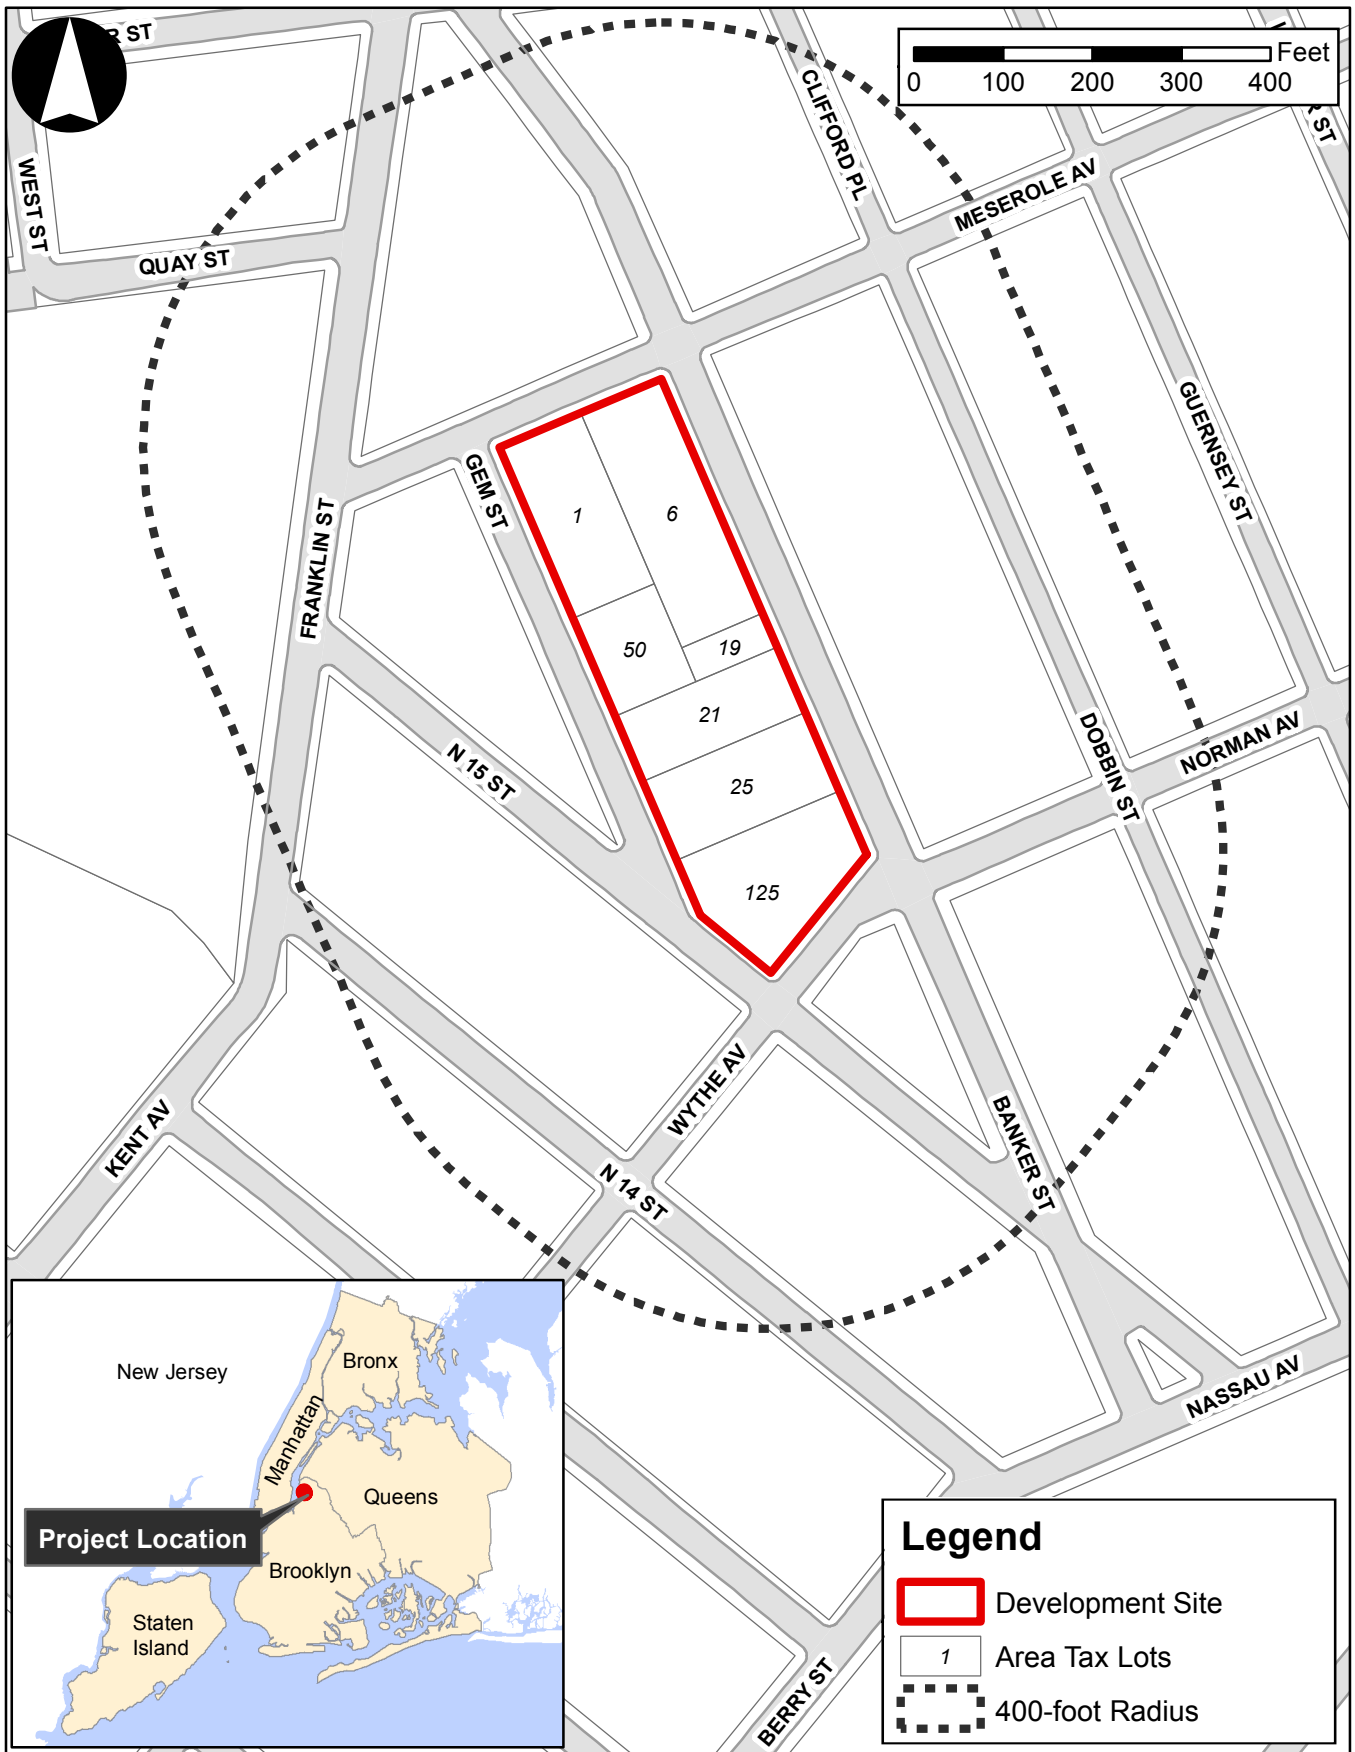 R ST
Feet
0 100 200 300 400
CLIFFORD PL
R ST
WEST ST
MESEROLE AV
QUAY ST
GUERNSEY ST
GEM ST
1
6
FRANKLIN ST
50
19
21
N 15 ST
DOBBIN ST
NORMAN AV
25
125
WYTHE AV
KENT AV
BANKER ST
N 14 ST
NASSAU AV
BERRY ST
New Jersey
Bronx
Manhattan
Queens
Project Location
Brooklyn
Staten
Island
Legend
Development Site
1 Area Tax Lots
400-foot Radius